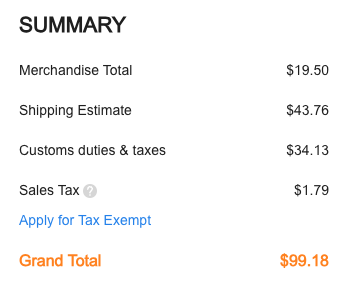 SUMMARY
Merchandise Total $19.50
Shipping Estimate $43.76
Customs duties & taxes $34.13
Sales Tax ? $1.79
Apply for Tax Exempt
Grand Total $99.18